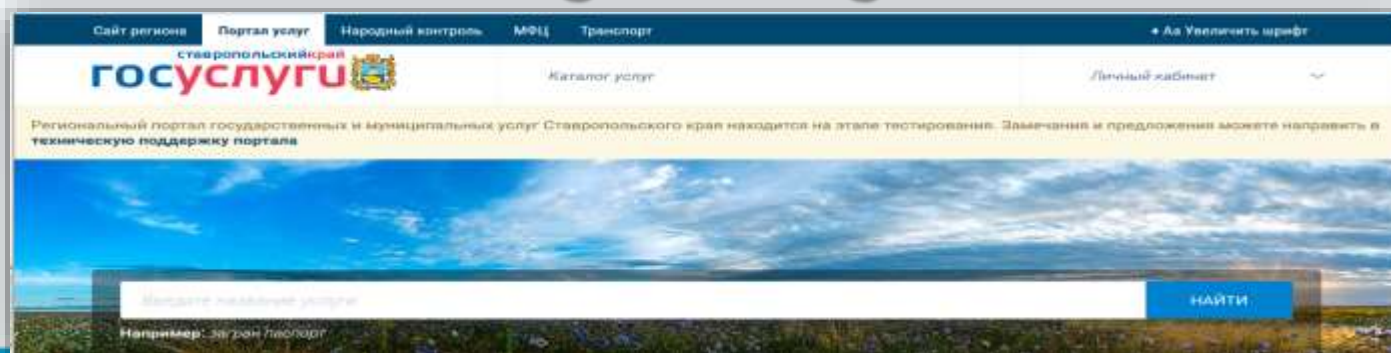 Сайт региона Портал услуг Народный контроль МФЦ Транспорт + Аа Увеличить шрифт
ставропольскийкрай
госуслуги Каталог услуг Личный кабинет
Региональный портал государственных и муниципальных услуг Ставропольского края находится на этапе тестирования. Замечания и предложения можете направить в
техническую поддержку портала
Введите название услуги НАЙТИ
Например: загран паспорт